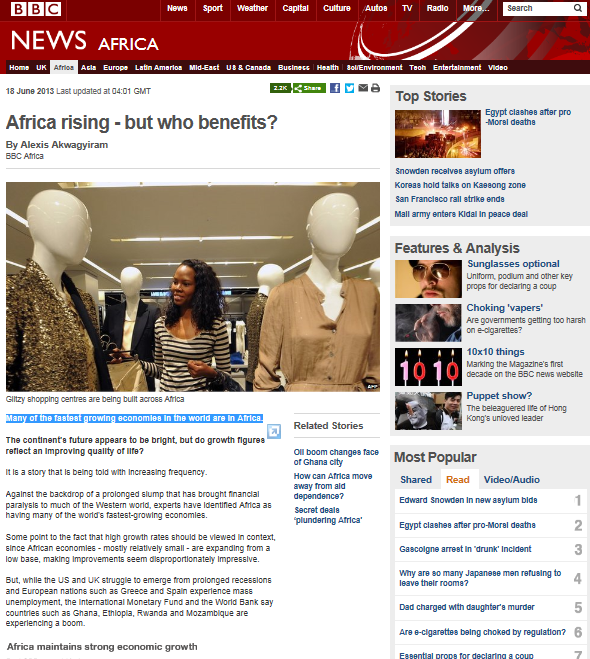 BBC News Sport Weather Capital Culture Autos TV Radio More... Search
NEWS AFRICA
Home UK Africa Asia Europe Latin America Mid-East US & Canada Business Health Sci/Environment Tech Entertainment Video
18 June 2013 Last updated at 04:01 GMT
2.2K Share
Africa rising - but who benefits?
By Alexis Akwagyiram
BBC Africa
AFP
Glitzy shopping centres are being built across Africa
Many of the fastest growing economies in the world are in Africa.
The continent's future appears to be bright, but do growth figures
reflect an improving quality of life?
It is a story that is being told with increasing frequency.
Against the backdrop of a prolonged slump that has brought financial
paralysis to much of the Western world, experts have identified Africa as
having many of the world's fastest-growing economies.
Some point to the fact that high growth rates should be viewed in context,
since African economies - mostly relatively small - are expanding from a
low base, making improvements seem disproportionately impressive.
But, while the US and UK struggle to emerge from prolonged recessions
and European nations such as Greece and Spain experience mass
unemployment, the International Monetary Fund and the World Bank say
countries such as Ghana, Ethiopia, Rwanda and Mozambique are
experiencing a boom.
Africa maintains strong economic growth
Related Stories
Oil boom changes face
of Ghana city
How can Africa move
away from aid
dependence?
Secret deals
'plundering Africa'
Top Stories
Egypt clashes after pro
-Morsi deaths
Snowden receives asylum offers
Koreas hold talks on Kaesong zone
San Francisco rail strike ends
Mali army enters Kidal in peace deal
Features & Analysis
Sunglasses optional
Uniform, podium and other key
props for declaring a coup
Choking 'vapers'
Are governments getting too harsh
on e-cigarettes?
10 10
10x10 things
Marking the Magazine's first
decade on the BBC news website
Puppet show?
The beleaguered life of Hong
Kong's unloved leader
Most Popular
Shared Read Video/Audio
Edward Snowden in new asylum bids 1
Egypt clashes after pro-Morsi deaths 2
Gascoigne arrest in 'drunk' incident 3
Why are so many Japanese men refusing to
leave their rooms? 4
Dad charged with daughter's murder 5
Are e-cigarettes being choked by regulation? 6
Essential props for declaring a coup 7